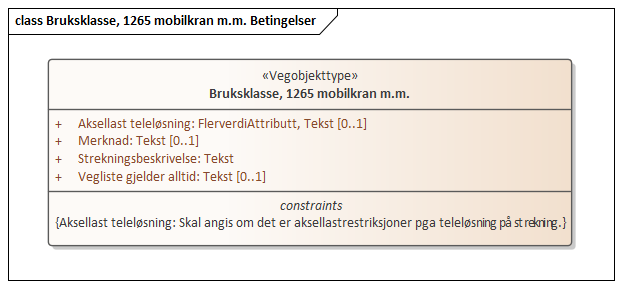 class Bruksklasse, 1265 mobilkran m.m. Betingelser
«Vegobjekttype»
Bruksklasse, 1265 mobilkran m.m.
+ Aksellast teleløsning: FlerverdiAttributt, Tekst [0..1]
+ Merknad: Tekst [0..1]
+ Strekningsbeskrivelse: Tekst
+ Vegliste gjelder alltid: Tekst [0..1]
constraints
{Aksellast teleløsning: Skal angis om det er aksellastrestriksjoner pga teleløsning på strekning.}